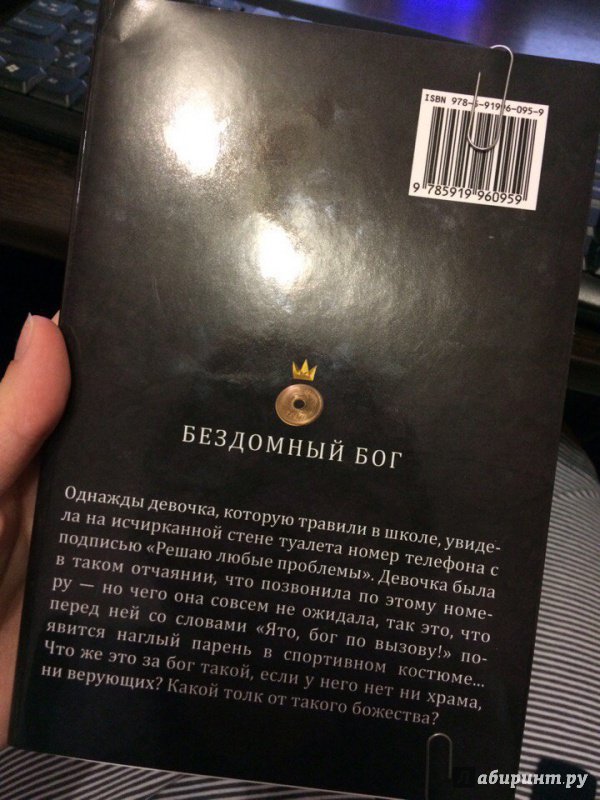 ISBN 978-5-91996-095-9
9 785919 960959
БЕЗДОМНЫЙ БОГ
Однажды девочка, которую травили в школе, увиде-
ла на исчирканной стене туалета номер телефона с
подписью «Решаю любые проблемы». Девочка была
в таком отчаянии, что позвонила по этому номе-
ру — но чего она совсем не ожидала, так это, что
перед ней со словами «Ято, бог по вызову!» по-
явится наглый парень в спортивном костюме...
Что же это за бог такой, если у него нет ни храма,
ни верующих? Какой толк от такого божества?
Лабиринт.ру